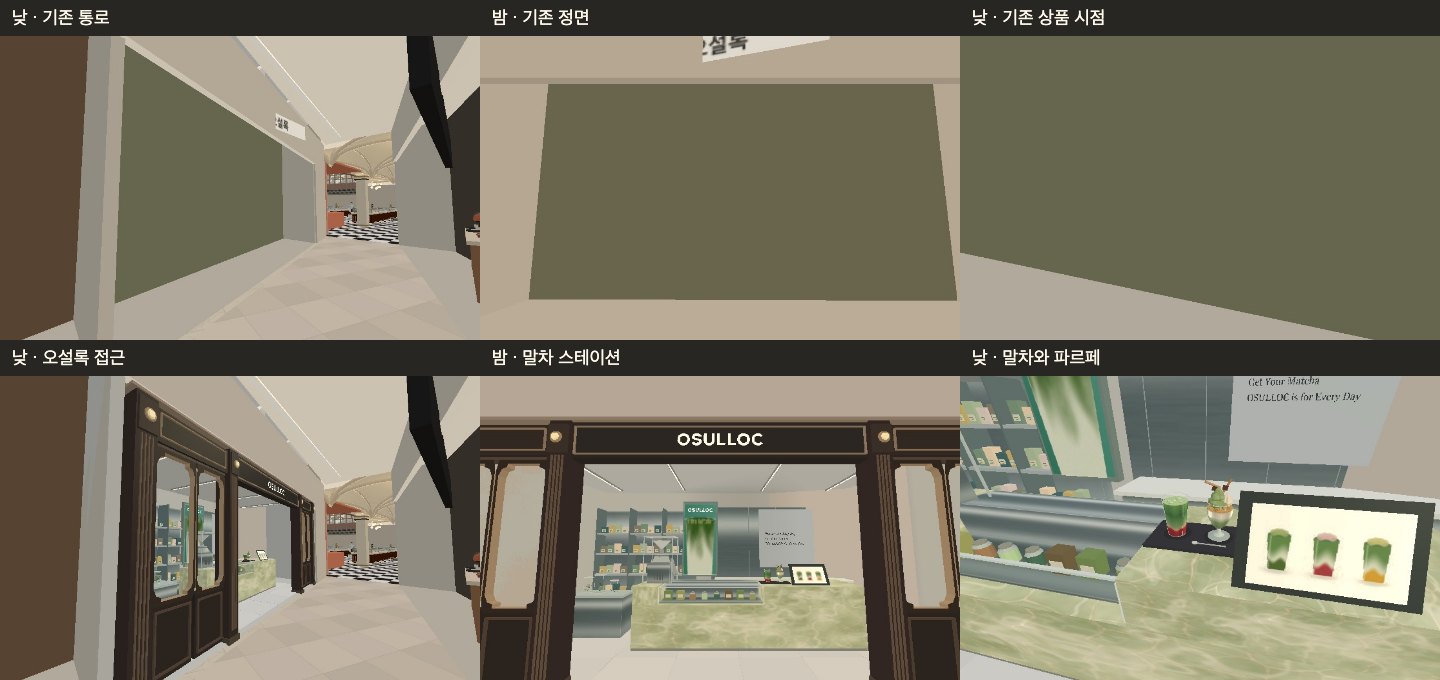 낮 · 기존 통로
밤 · 기존 정면
낮 · 기존 상품 시점
설록
설록
낮 · 오설록 접근
밤 · 말차 스테이션
낮 · 말차와 파르페
OSULLOC
OSULLOC
OSULLOC
Get Your Matcha
OSULLOC is for Every Day